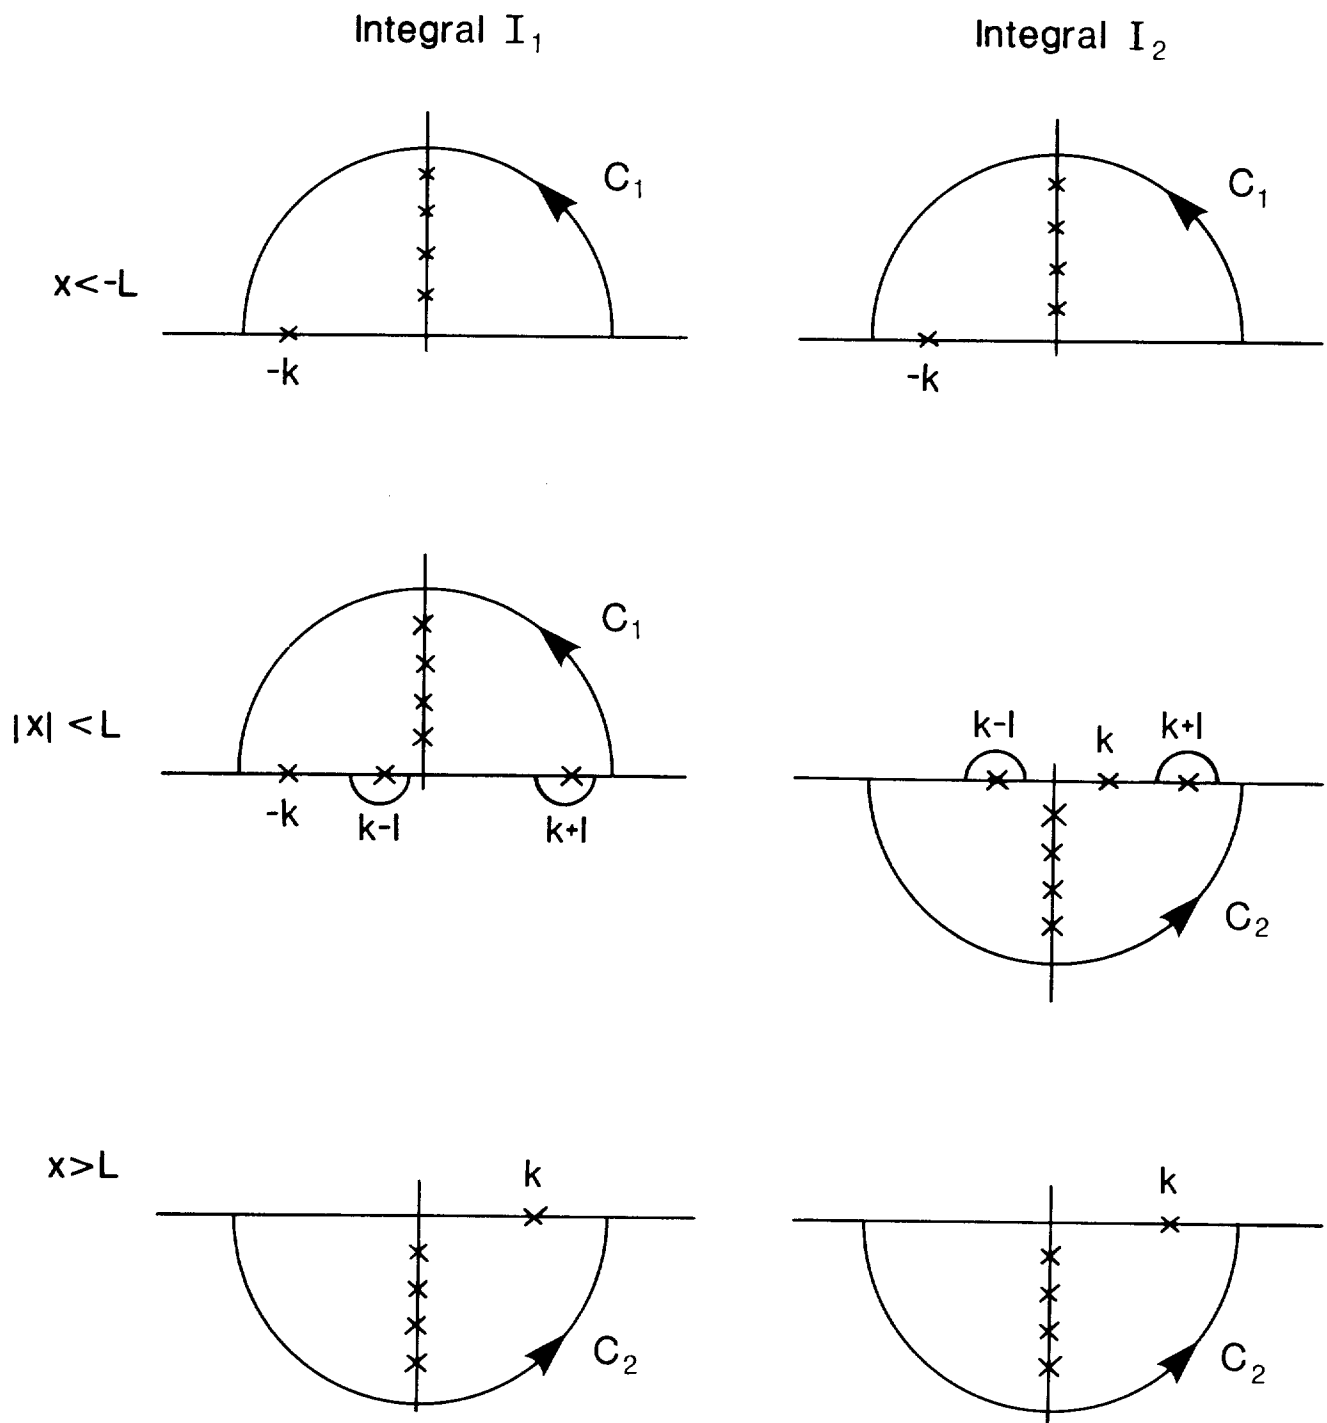 Integral I₁
Integral I₂
C₁
C₁
x<-L
-k
-k
C₁
|x|<L
k-l
k
k+l
-k
k-l
k+l
C₂
x>L
k
k
C₂
C₂